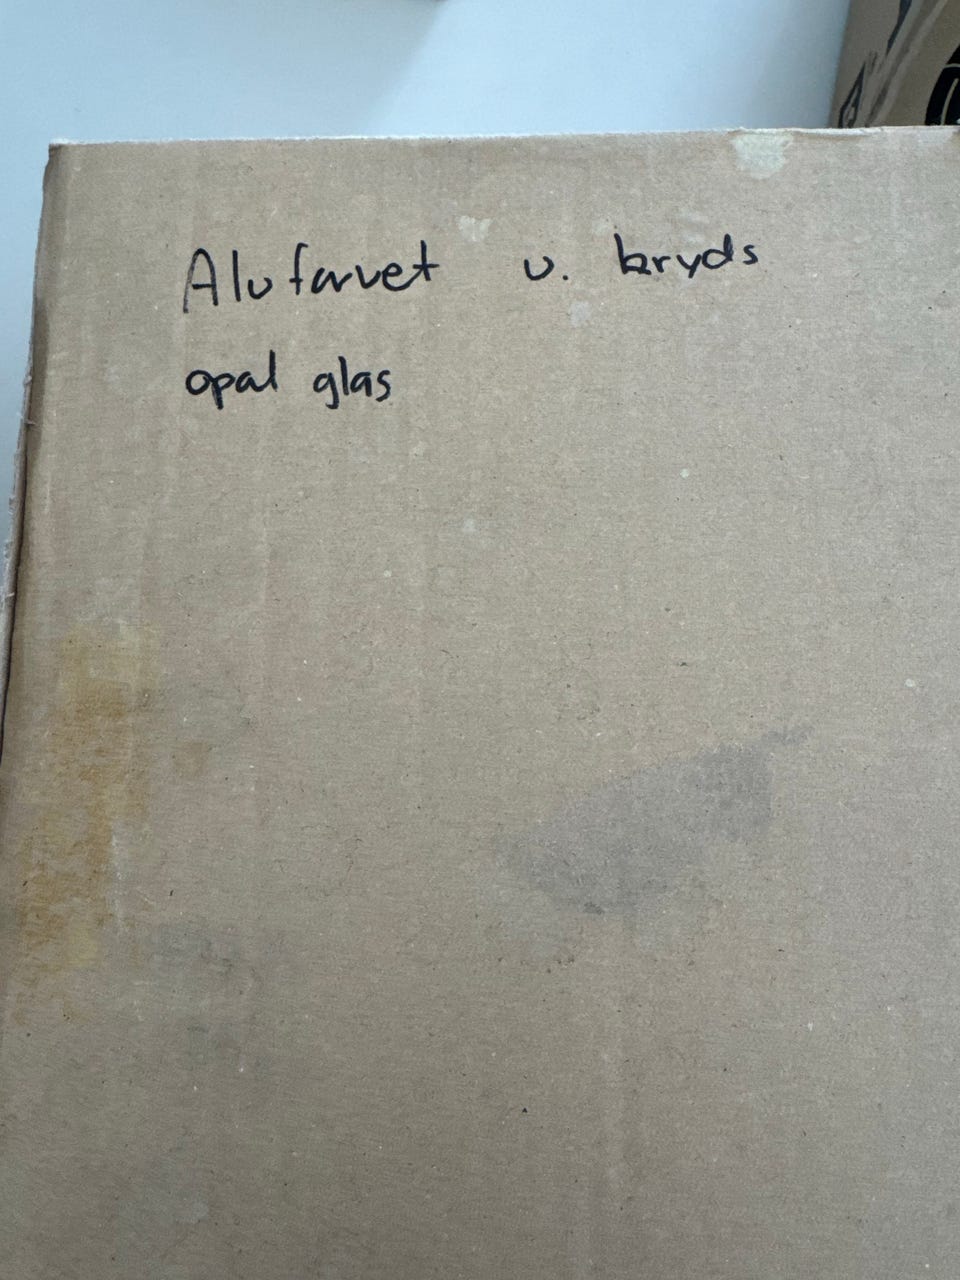 Alufarvet u. kryds
opal glas